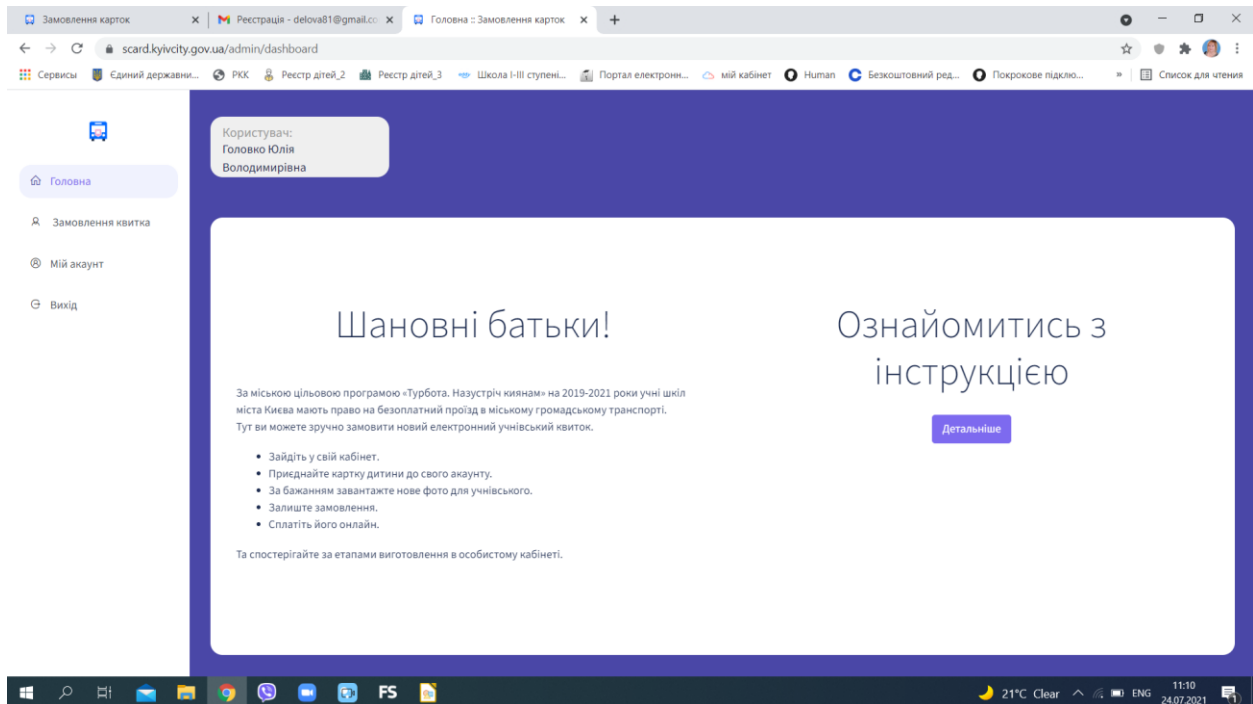 Замовлення карток
Реєстрація - delova81@gmail.co
Головна :: Замовлення карток
scard.kyivcity.gov.ua/admin/dashboard
Сервисы
Єдиний державни...
РКК
Реєстр дітей_2
Реєстр дітей_3
Школа І-ІІІ ступені...
Портал електронн...
мій кабінет
Human
Безкоштовний ред...
Покрокове підклю...
»
Список для чтения
Головна
Замовлення квитка
Мій акаунт
Вихід
Користувач:
Головко Юлія
Володимирівна
Шановні батьки!
За міською цільовою програмою «Турбота. Назустріч киянам» на 2019-2021 роки учні шкіл
міста Києва мають право на безоплатний проїзд в міському громадському транспорті.
Тут ви можете зручно замовити новий електронний учнівський квиток.
• Зайдіть у свій кабінет.
• Приєднайте картку дитини до свого акаунту.
• За бажанням завантажте нове фото для учнівського.
• Залиште замовлення.
• Сплатіть його онлайн.
Та спостерігайте за етапами виготовлення в особистому кабінеті.
Ознайомитись з
інструкцією
Детальніше
FS
21°C Clear
ENG
11:10
24.07.2021